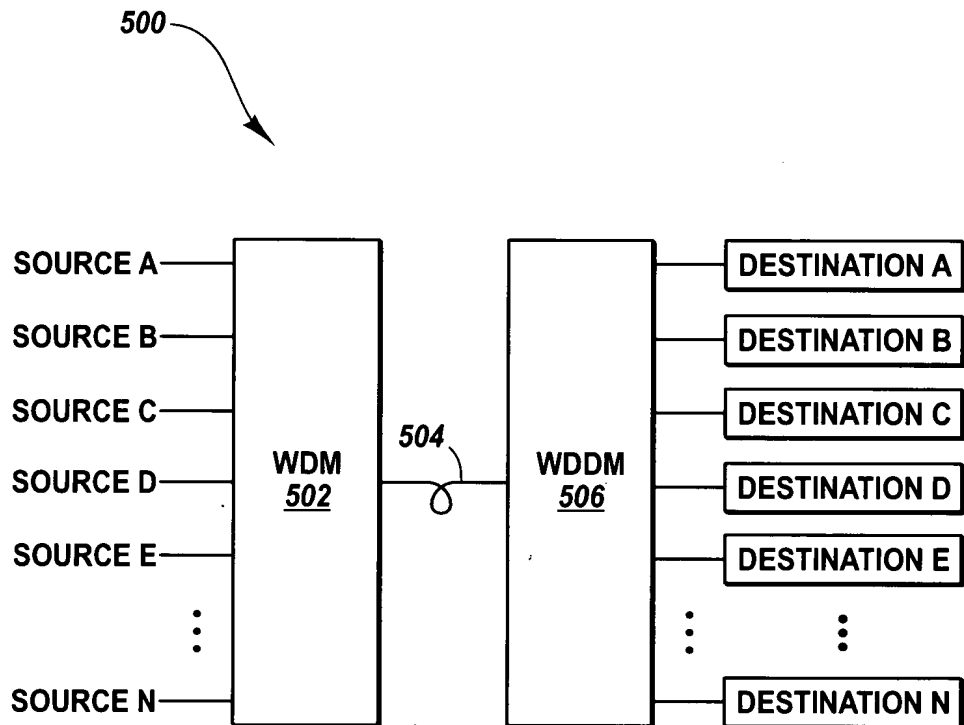 500
SOURCE A
SOURCE B
SOURCE C
SOURCE D
SOURCE E
SOURCE N
WDM
502
504
WDDM
506
DESTINATION A
DESTINATION B
DESTINATION C
DESTINATION D
DESTINATION E
DESTINATION N